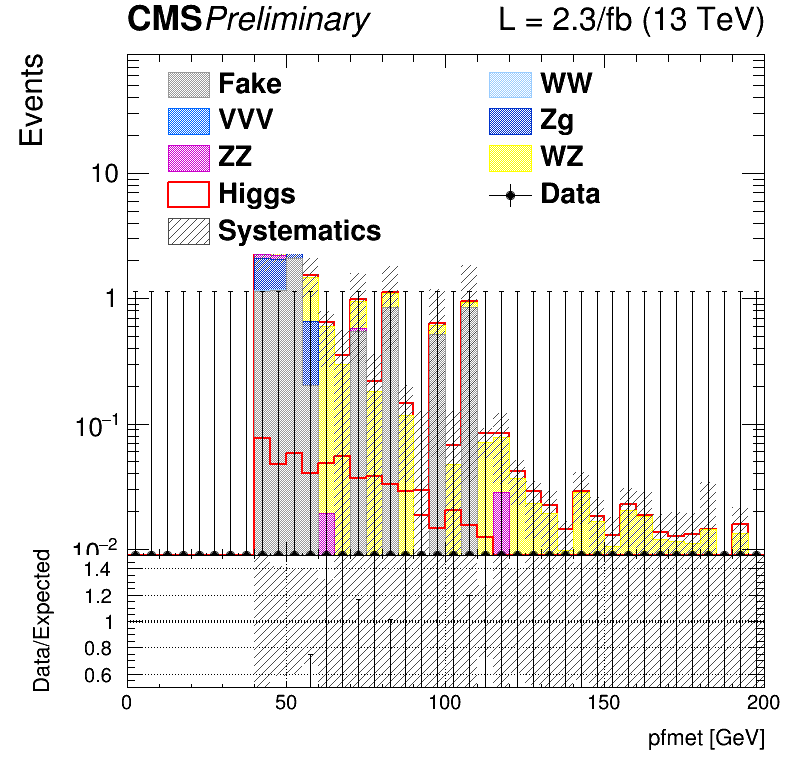 CMS Preliminary L = 2.3/fb (13 TeV)
Events
Fake WW
VVV Zg
ZZ WZ
Higgs Data
Systematics
10
1
10−1
10−2
Data/Expected
1.4
1.2
1
0.8
0.6
0 50 100 150 200
pfmet [GeV]